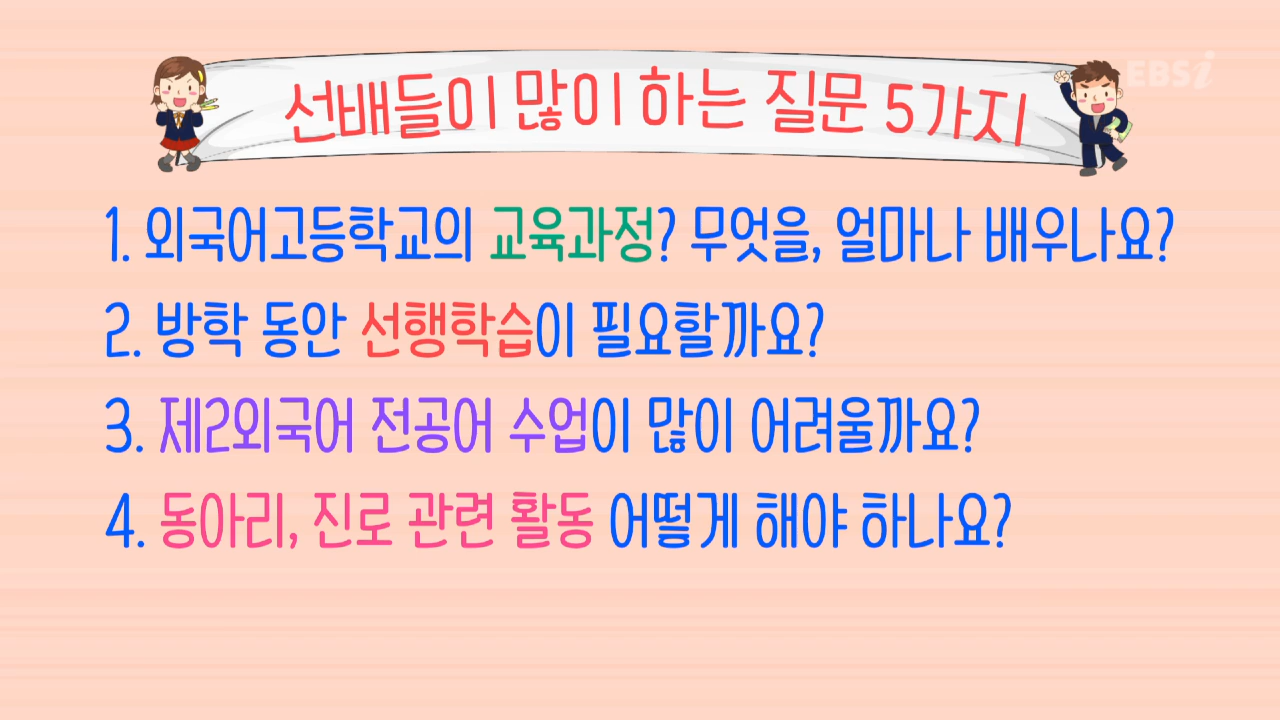 선배들이 많이 하는 질문 5가지
EBSi
1. 외국어고등학교의 교육과정? 무엇을, 얼마나 배우나요?
2. 방학 동안 선행학습이 필요할까요?
3. 제2외국어 전공어 수업이 많이 어려울까요?
4. 동아리, 진로 관련 활동 어떻게 해야 하나요?